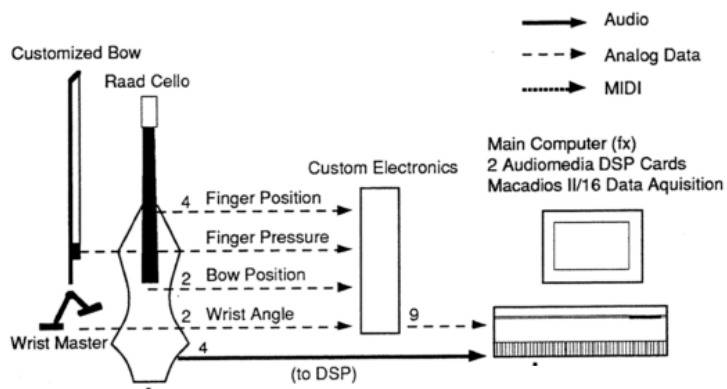 Audio
Customized Bow
Analog Data
Raad Cello
MIDI
Main Computer (fx)
Custom Electronics
2 Audiomedia DSP Cards
Macadios II/16 Data Aquisition
4 Finger Position
Finger Pressure
2 Bow Position
2 Wrist Angle
9
Wrist Master
4
(to DSP)